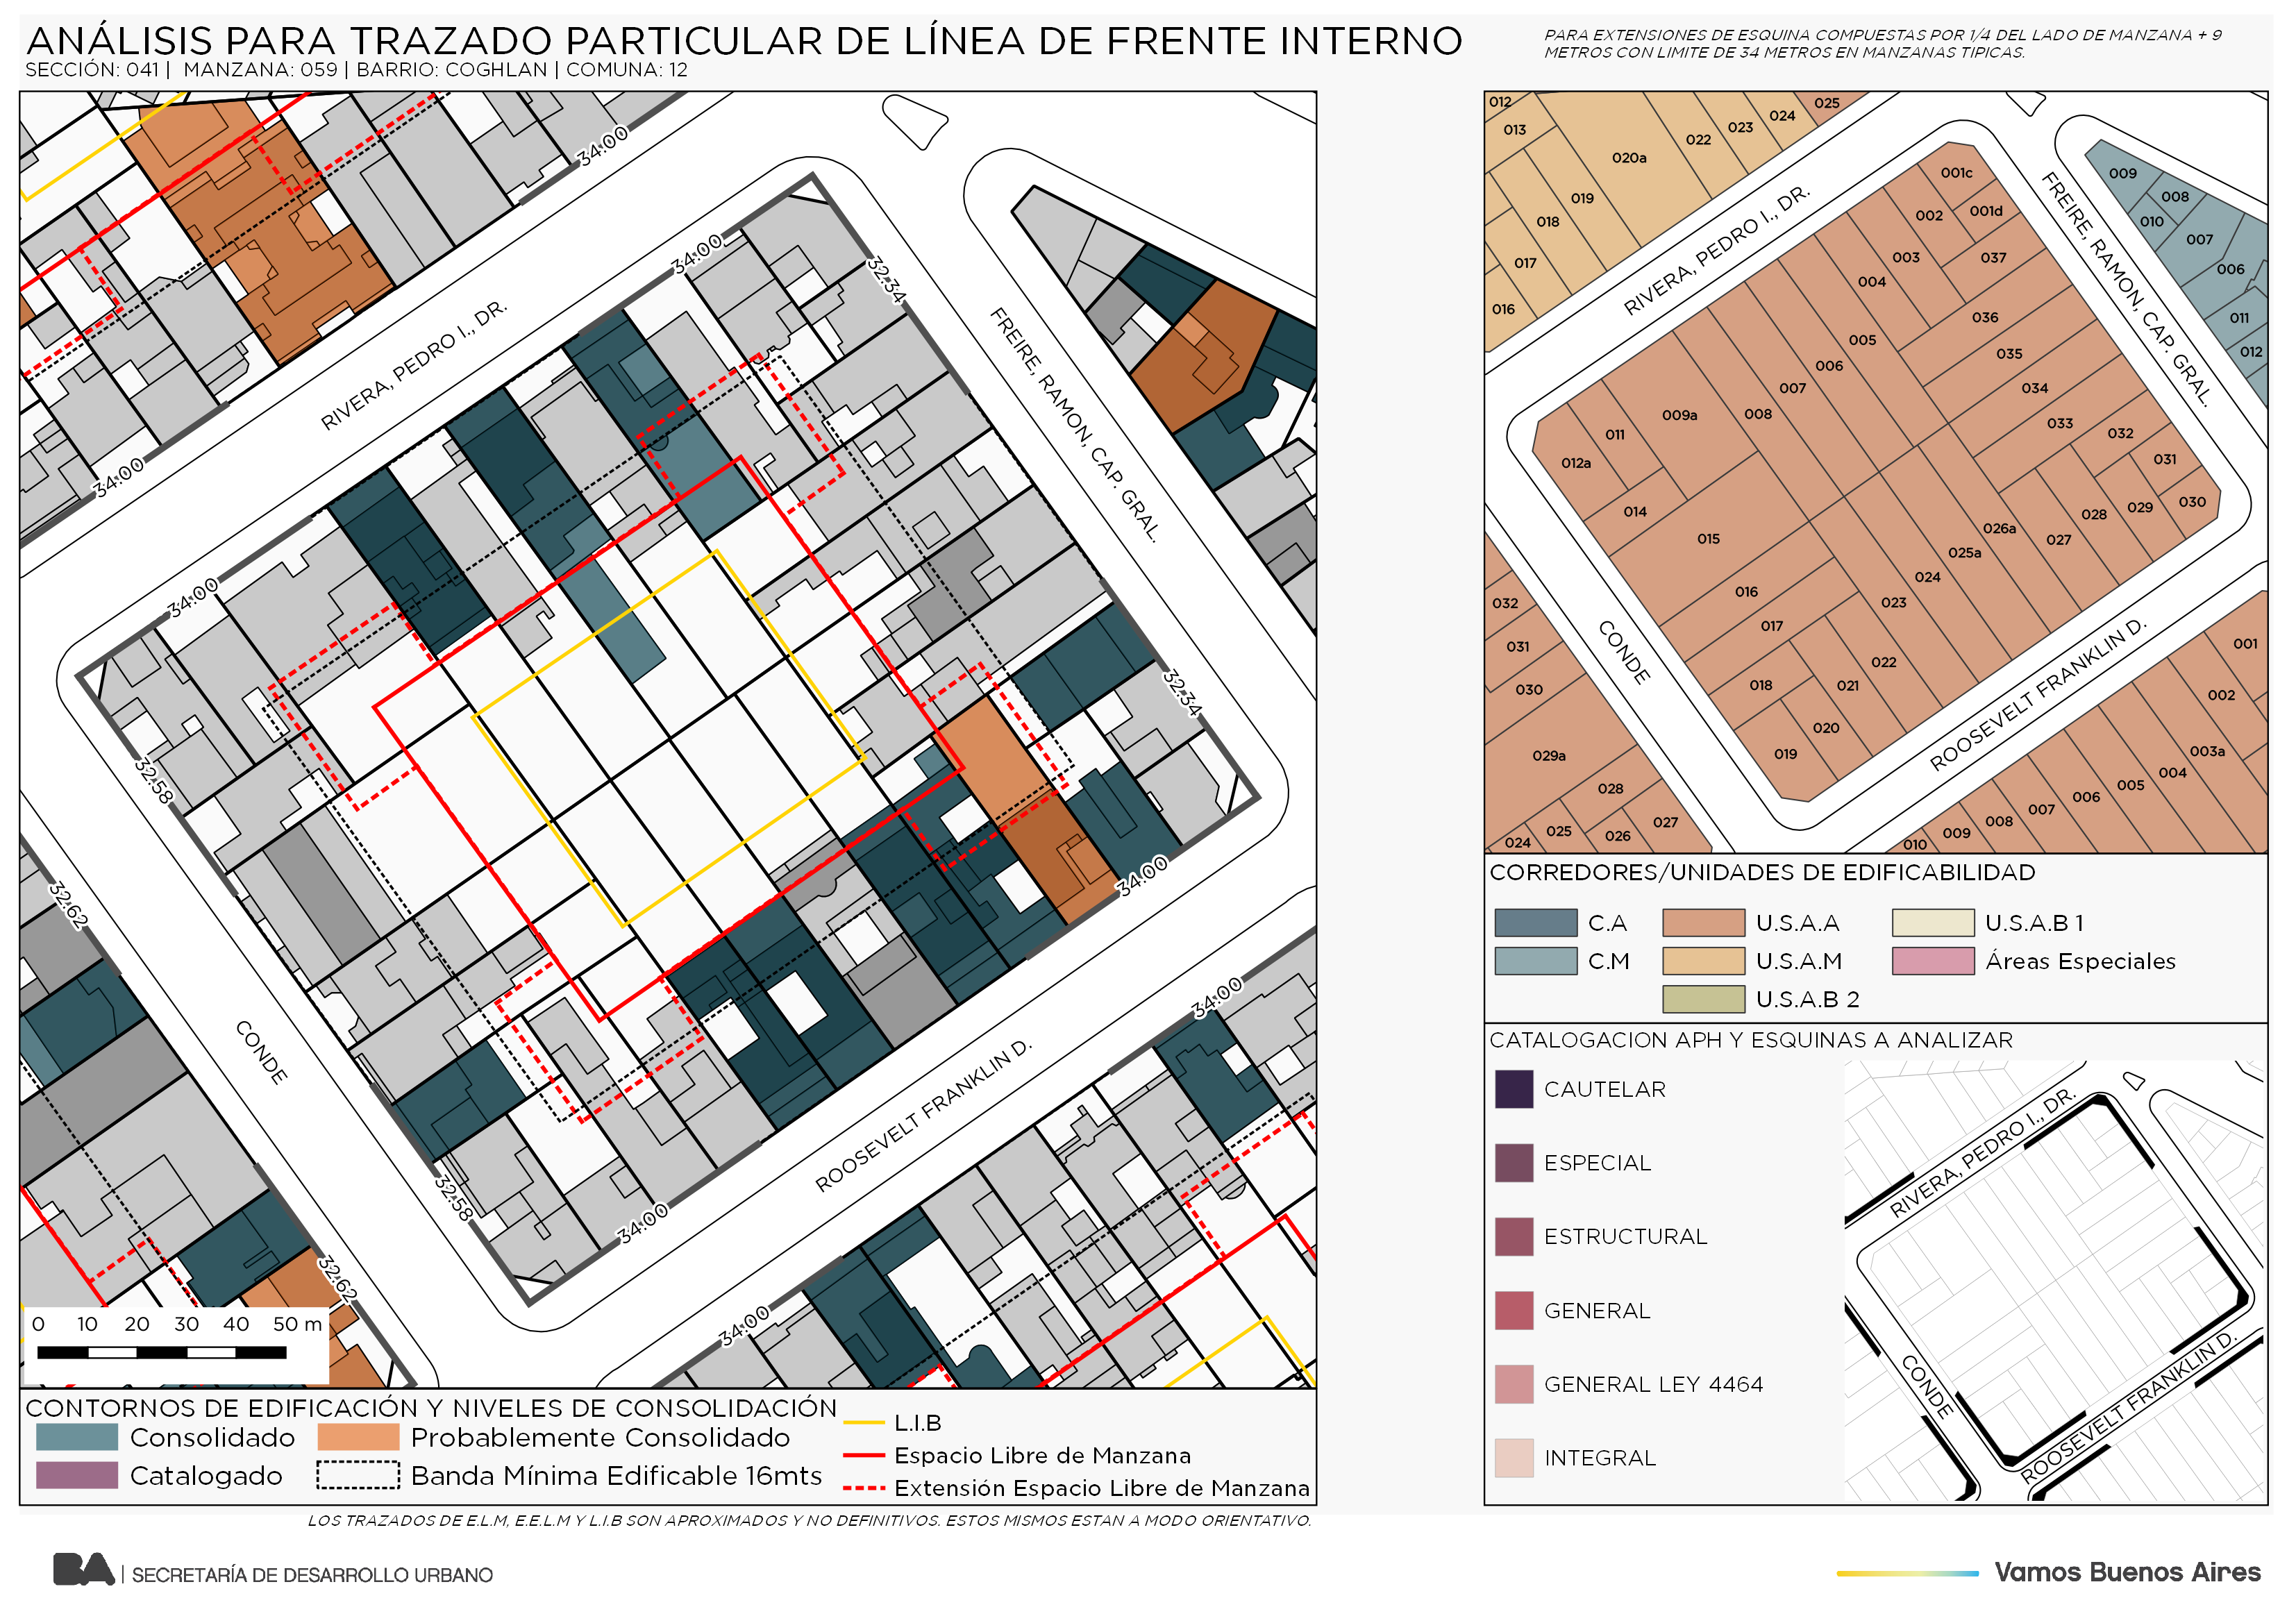 ANÁLISIS PARA TRAZADO PARTICULAR DE LÍNEA DE FRENTE INTERNO
SECCIÓN: 041 | MANZANA: 059 | BARRIO: COGHLAN | COMUNA: 12
PARA EXTENSIONES DE ESQUINA COMPUESTAS POR 1/4 DEL LADO DE MANZANA + 9
METROS CON LIMITE DE 34 METROS EN MANZANAS TIPICAS.
34.00
34.00
34.00
34.00
32.34
32.34
32.58
32.58
32.62
32.62
34.00
34.00
34.00
34.00
RIVERA, PEDRO I., DR.
FREIRE, RAMON, CAP. GRAL.
CONDE
ROOSEVELT FRANKLIN D.
0 10 20 30 40 50 m
CONTORNOS DE EDIFICACIÓN Y NIVELES DE CONSOLIDACIÓN
Consolidado
Probablemente Consolidado
Catalogado
Banda Mínima Edificable 16mts
L.I.B
Espacio Libre de Manzana
Extensión Espacio Libre de Manzana
LOS TRAZADOS DE E.L.M, E.E.L.M Y L.I.B SON APROXIMADOS Y NO DEFINITIVOS. ESTOS MISMOS ESTAN A MODO ORIENTATIVO.
012
013
020a
022
023
024
025
019
018
017
016
RIVERA, PEDRO I., DR.
FREIRE, RAMON, CAP. GRAL.
CONDE
ROOSEVELT FRANKLIN D.
009
008
010
007
006
011
012
001c
001d
002
003
037
004
036
005
035
006
034
007
033
008
032
009a
031
011
030
012a
029
014
028
015
027
026a
025a
016
024
017
023
018
022
021
020
019
032
031
030
029a
028
027
026
025
024
001
002
003a
004
005
006
007
008
009
010
CORREDORES/UNIDADES DE EDIFICABILIDAD
C.A
U.S.A.A
U.S.A.B 1
C.M
U.S.A.M
Áreas Especiales
U.S.A.B 2
CATALOGACION APH Y ESQUINAS A ANALIZAR
CAUTELAR
ESPECIAL
ESTRUCTURAL
GENERAL
GENERAL LEY 4464
INTEGRAL
RIVERA, PEDRO I., DR.
CONDE
ROOSEVELT FRANKLIN D.
BA | SECRETARÍA DE DESARROLLO URBANO
Vamos Buenos Aires